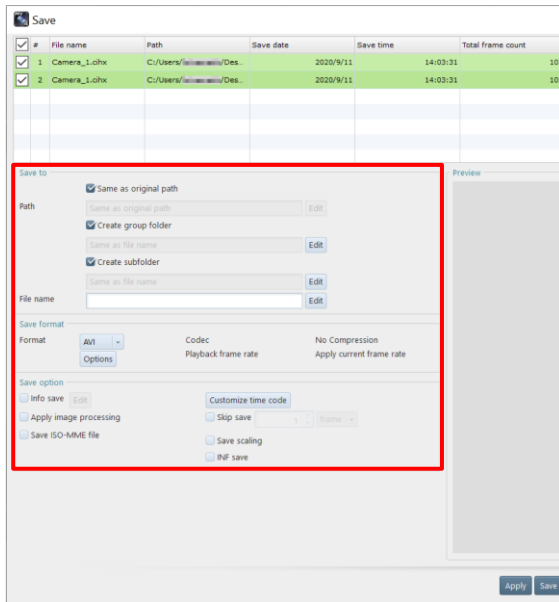 Save
# File name Path Save date Save time Total frame count
1 Camera_1.cihx C:/Users/ /Des.. 2020/9/11 14:03:31 10
2 Camera_1.cihx C:/Users/ /Des.. 2020/9/11 14:03:31 10
Save to Preview
Same as original path
Path Same as original path Edit
Create group folder
Same as file name Edit
Create subfolder
Same as file name Edit
File name Edit
Save format
Format AVI Codec No Compression
Options Playback frame rate Apply current frame rate
Save option
Info save Edit Customize time code
Apply image processing Skip save 1 frame
Save ISO-MME file
Save scaling
INF save
Apply Save